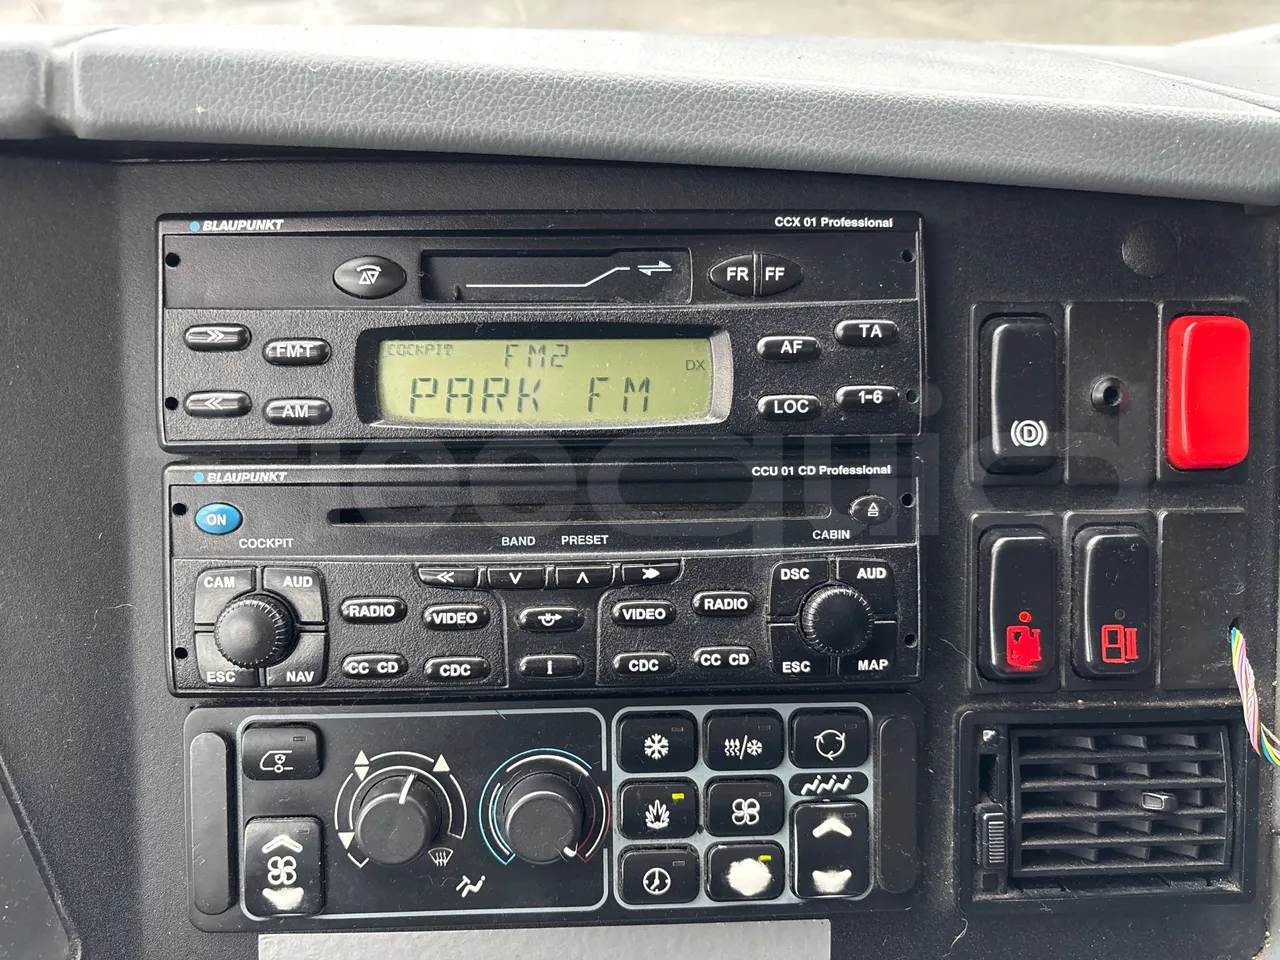 BLAUPUNKT
CCX 01 Professional
FR FF
FM·T
AM
COCKPIT FM2
DX
PARK FM
AF
TA
LOC
1-6
BLAUPUNKT
CCU 01 CD Professional
ON
COCKPIT
BAND
PRESET
CABIN
CAM
AUD
ESC
NAV
RADIO
VIDEO
CC CD
CDC
VIDEO
RADIO
CDC
CC CD
DSC
AUD
ESC
MAP
D